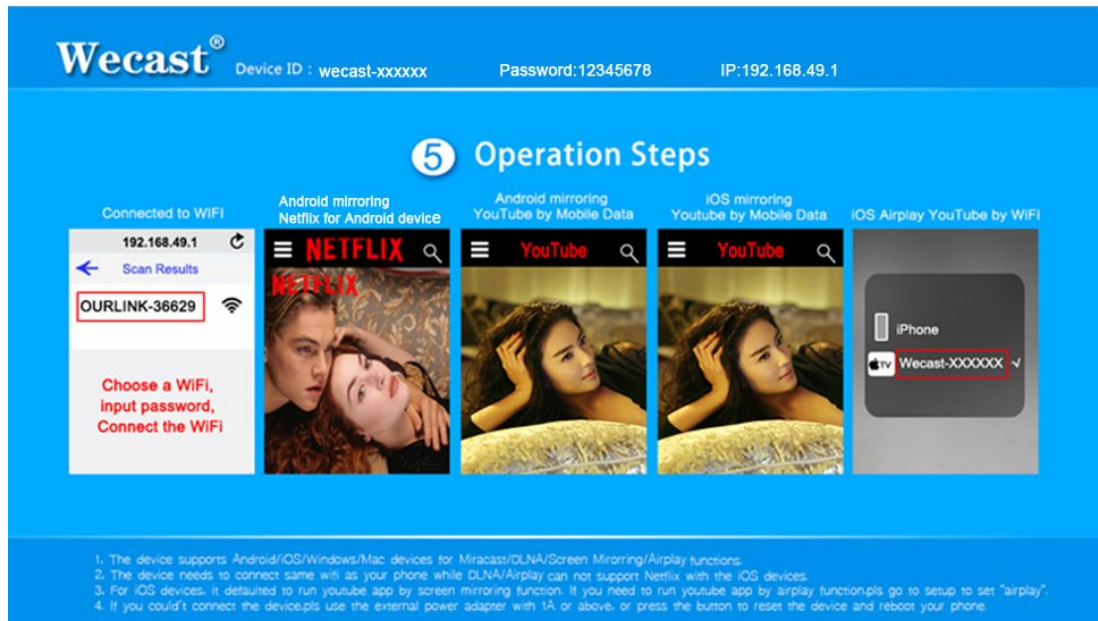 Wecast®
Device ID : wecast-xxxxxx Password:12345678 IP:192.168.49.1
5 Operation Steps
Connected to WIFI
192.168.49.1
Scan Results
OURLINK-36629
Choose a WiFi,
input password,
Connect the WiFi
Android mirroring
Netflix for Android device
NETFLIX
NETFLIX
Android mirroring
YouTube by Mobile Data
YouTube
iOS mirroring
Youtube by Mobile Data
YouTube
iOS Airplay YouTube by WiFi
iPhone
tv Wecast-XXXXXX √
1. The device supports Android/iOS/Windows/Mac devices for Miracast/DLNA/Screen Mirorring/Airplay functions.
2. The device needs to connect same wifi as your phone while DLNA/Airplay can not support Netflix with the iOS devices.
3. For iOS devices, it defaulted to run youtube app by screen mirroring function. If you need to run youtube app by airplay function,pls go to setup to set "airplay".
4. If you could't connect the device,pls use the external power adapter with 1A or above, or press the button to reset the device and reboot your phone.